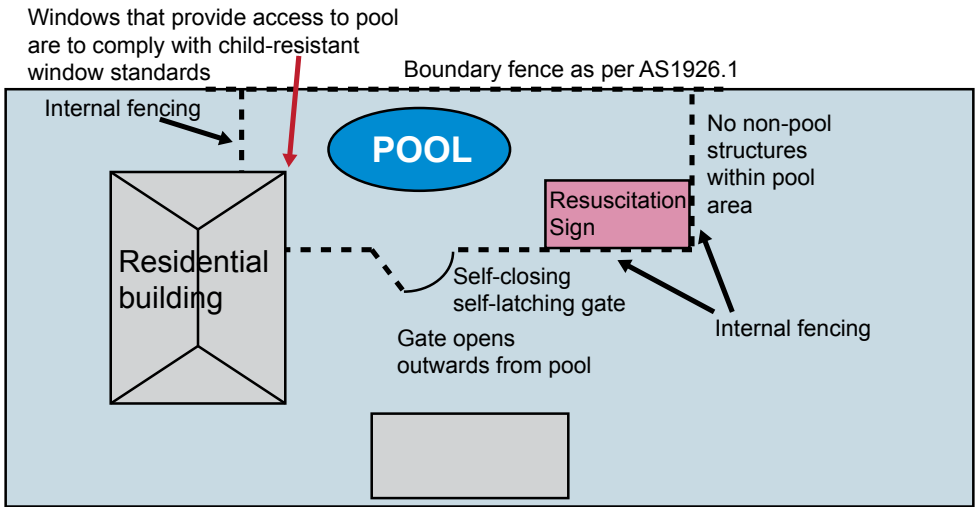 Windows that provide access to pool
are to comply with child-resistant
window standards
Boundary fence as per AS1926.1
Internal fencing
POOL
No non-pool
structures
within pool
area
Resuscitation
Sign
Residential
building
Self-closing
self-latching gate
Internal fencing
Gate opens
outwards from pool